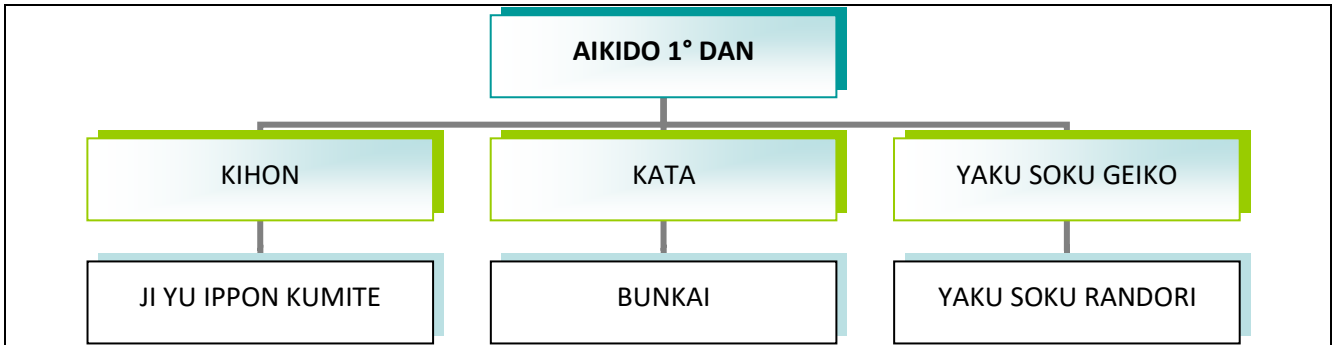 AIKIDO 1° DAN
KIHON
KATA
YAKU SOKU GEIKO
JI YU IPPON KUMITE
BUNKAI
YAKU SOKU RANDORI